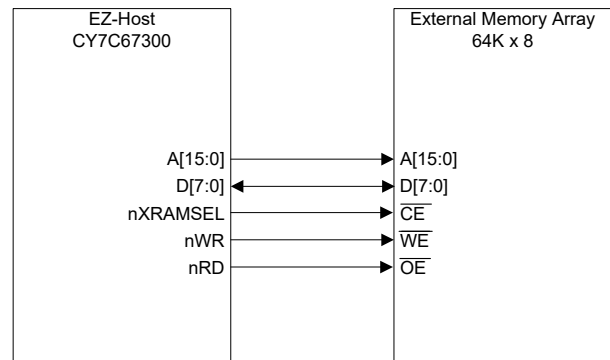 EZ-Host
CY7C67300
External Memory Array
64K x 8
A[15:0]
A[15:0]
D[7:0]
D[7:0]
nXRAMSEL
CE
nWR
WE
nRD
OE